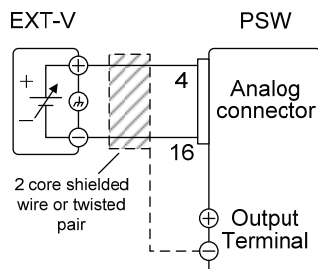 EXT-V
PSW
+
−
+
−
4
16
Analog
connector
2 core shielded
wire or twisted
pair
+
−
Output
Terminal